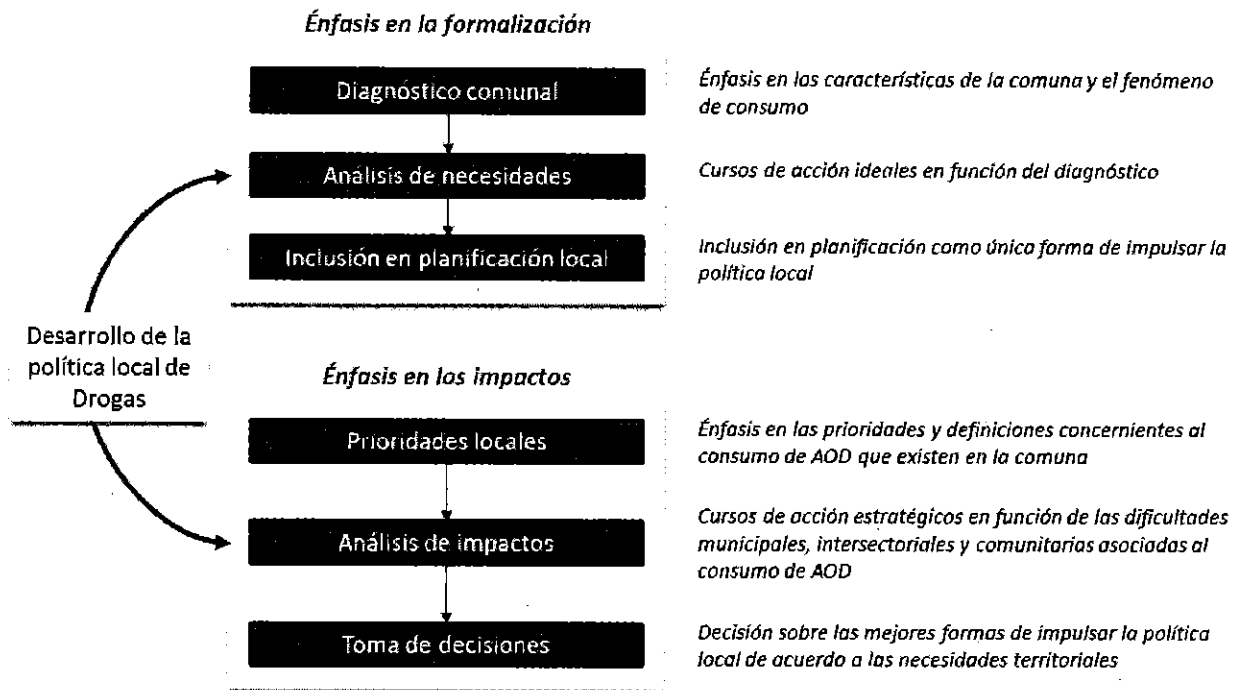 Énfasis en la formalización
Diagnóstico comunal
Énfasis en las características de la comuna y el fenómeno
de consumo
Análisis de necesidades
Cursos de acción ideales en función del diagnóstico
Inclusión en planificación local
Inclusión en planificación como única forma de impulsar la
política local
Desarrollo de la
política local de
Drogas
Énfasis en los impactos
Prioridades locales
Énfasis en las prioridades y definiciones concernientes al
consumo de AOD que existen en la comuna
Análisis de impactos
Cursos de acción estratégicos en función de las dificultades
municipales, intersectoriales y comunitarias asociadas al
consumo de AOD
Toma de decisiones
Decisión sobre las mejores formas de impulsar la política
local de acuerdo a las necesidades territoriales